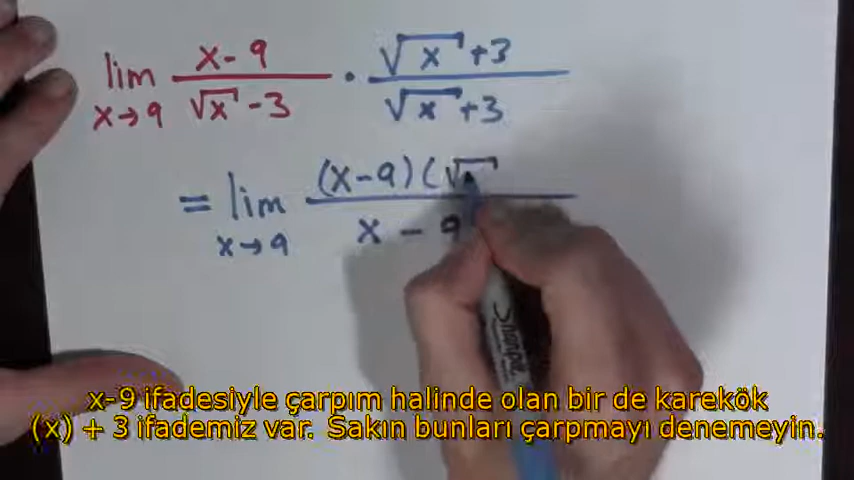 lim x→9 x-9 / √x -3 · √x +3 / √x +3
= lim x→9 (x-9)(√ / x - 9
Sharpie
x-9 ifadesiyle çarpım halinde olan bir de karekök
(x) + 3 ifademiz var. Sakın bunları çarpmayı denemeyin.